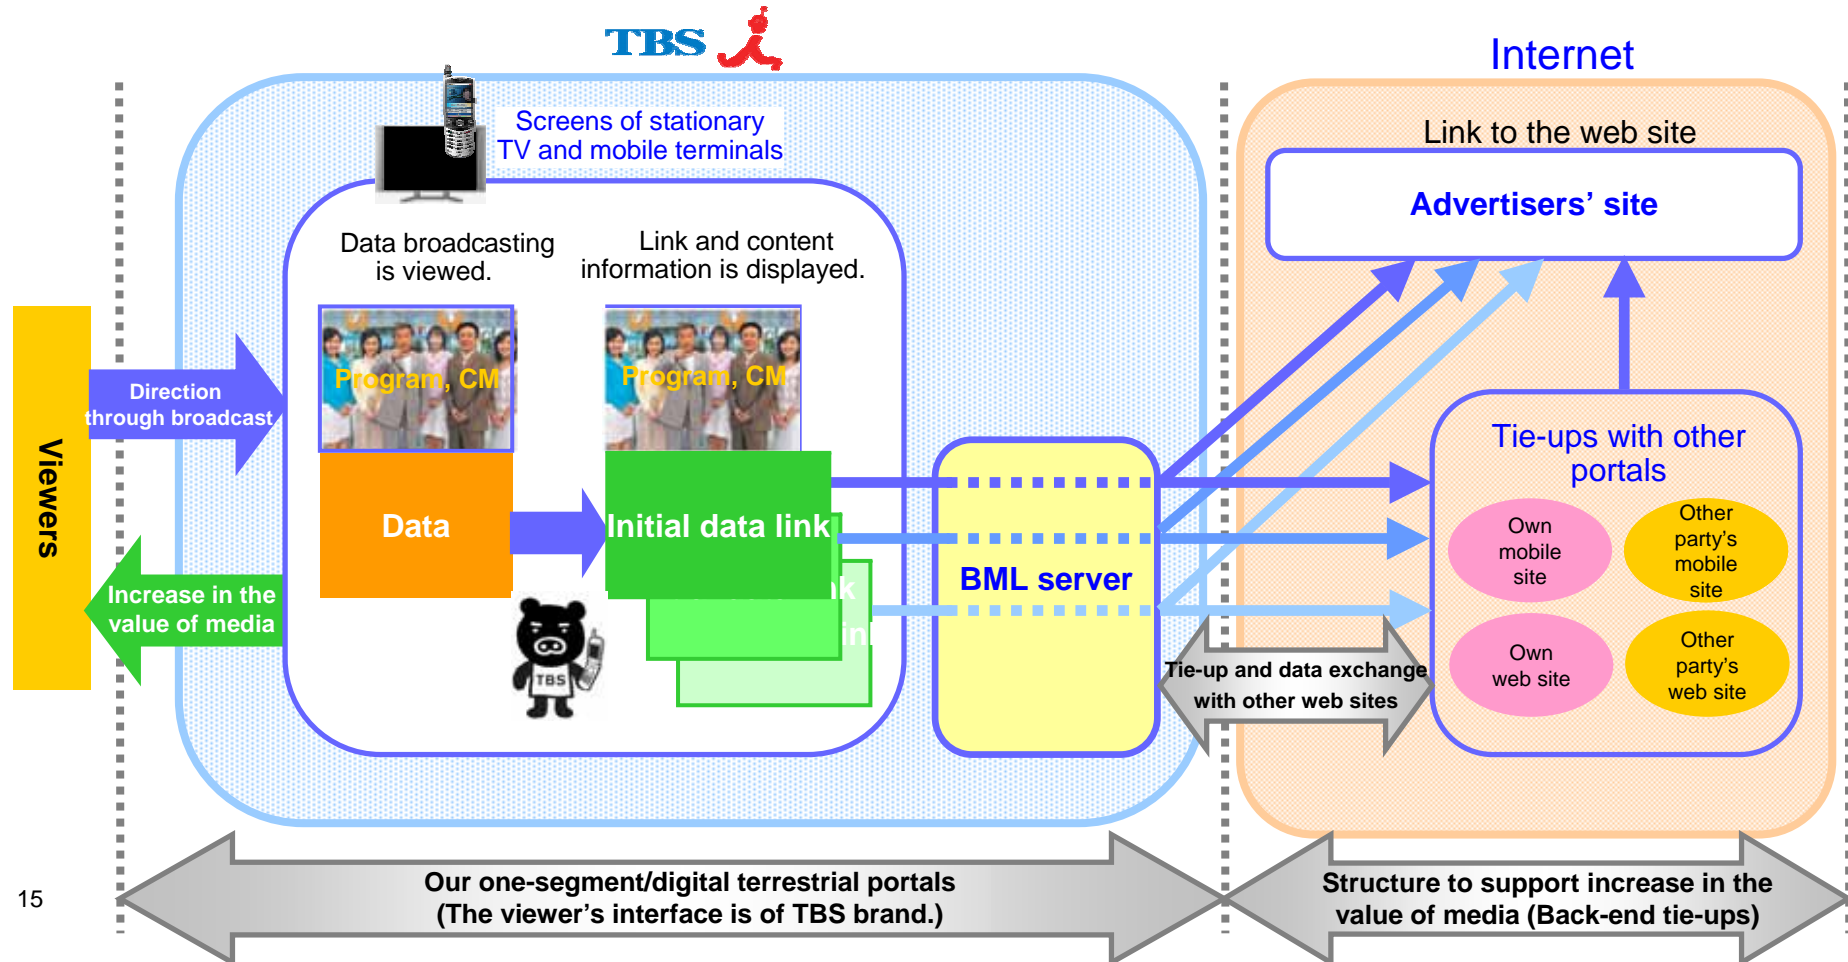 TBS
Internet
Screens of stationary
TV and mobile terminals
Link to the web site
Advertisers’ site
Data broadcasting
is viewed.
Link and content
information is displayed.
Program, CM
Program, CM
Direction
through broadcast
Viewers
Tie-ups with other
portals
Data
Initial data link
BML server
Own
mobile
site
Other
party’s
mobile
site
Increase in the
value of media
TBS
Own
web site
Other
party’s
web site
Tie-up and data exchange
with other web sites
Our one-segment/digital terrestrial portals
(The viewer’s interface is of TBS brand.)
Structure to support increase in the
value of media (Back-end tie-ups)
15